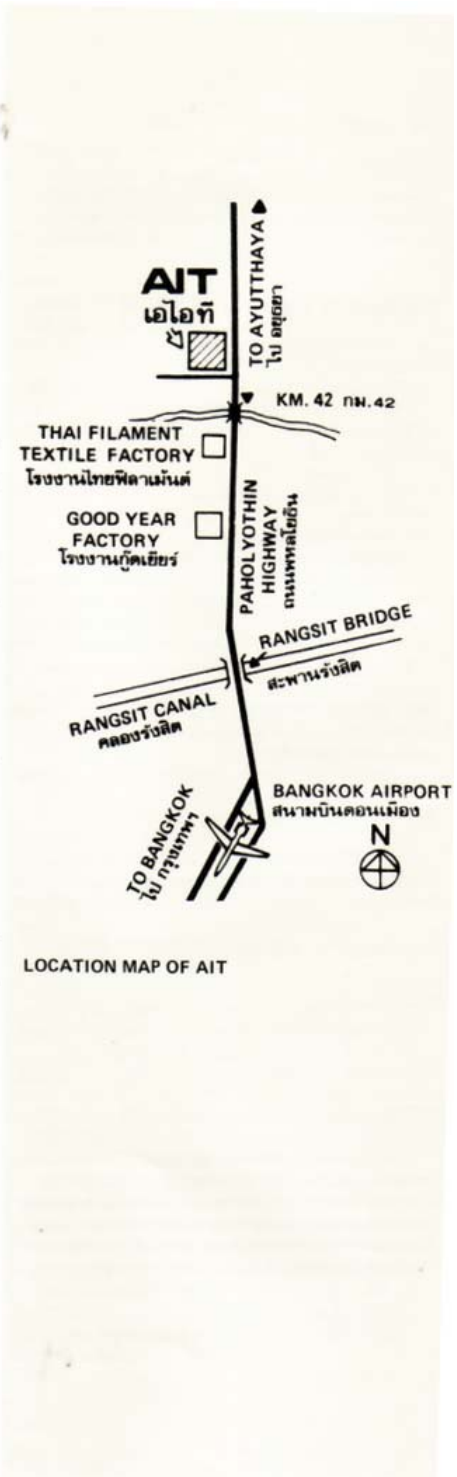 AIT
เอไอที
TO AYUTTHAYA
ไป อยุธยา
KM. 42 กม.42
THAI FILAMENT
TEXTILE FACTORY
โรงงานไทยฟิลาเม้นต์
GOOD YEAR
FACTORY
โรงงานกู๊ดเยียร์
PAHOLYOTHIN
HIGHWAY
ถนนพหลโยธิน
RANGSIT BRIDGE
สะพานรังสิต
RANGSIT CANAL
คลองรังสิต
BANGKOK AIRPORT
สนามบินดอนเมือง
N
TO BANGKOK
ไป กรุงเทพฯ
LOCATION MAP OF AIT